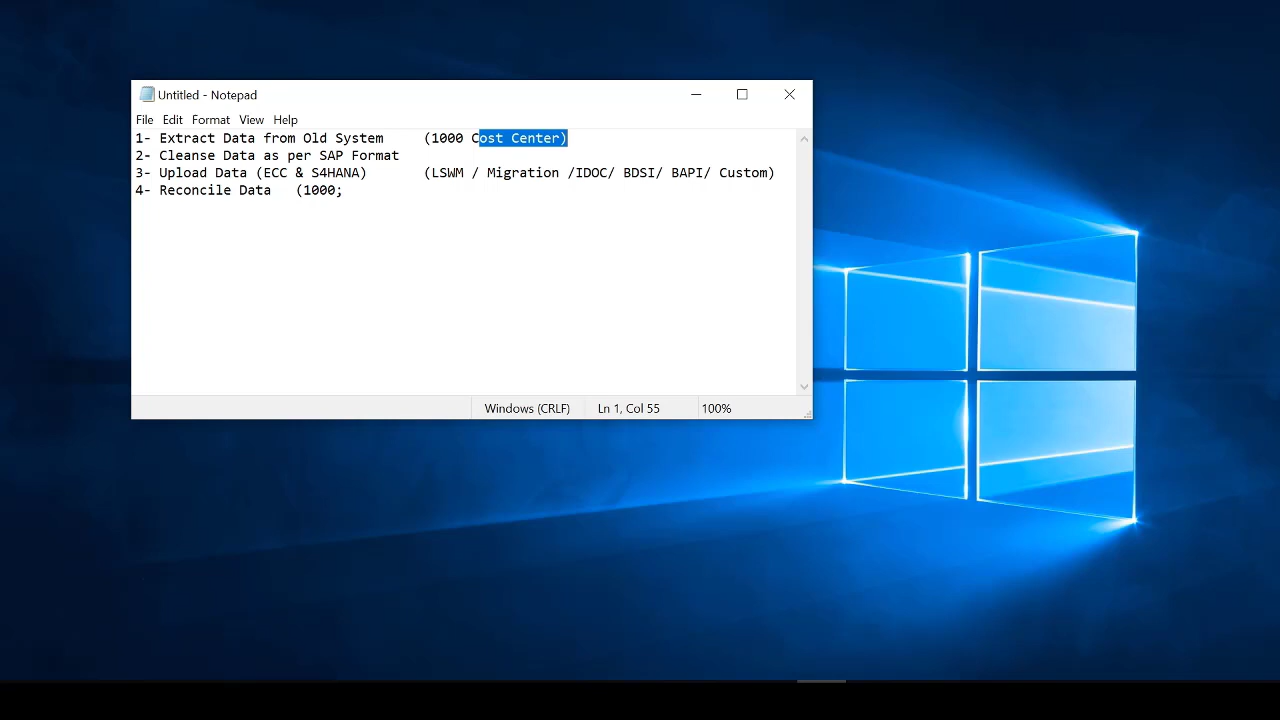 Untitled - Notepad
File Edit Format View Help
1- Extract Data from Old System (1000 Cost Center)
2- Cleanse Data as per SAP Format
3- Upload Data (ECC & S4HANA) (LSWM / Migration /IDOC/ BDSI/ BAPI/ Custom)
4- Reconcile Data (1000;
Windows (CRLF) Ln 1, Col 55 100%